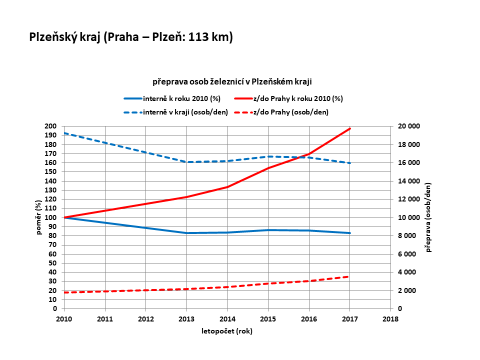 Plzeňský kraj (Praha – Plzeň: 113 km)
přeprava osob železnicí v Plzeňském kraji
interně k roku 2010 (%) z/do Prahy k roku 2010 (%)
interně v kraji (osob/den) z/do Prahy (osob/den)
200 20 000
190
180 18 000
170
160 16 000
150
140 14 000
130
120 12 000
110
100 10 000
90
80 8 000
70
60 6 000
50
40 4 000
30
20 2 000
10
0 0
poměr (%)
přeprava (osob/den)
2010 2011 2012 2013 2014 2015 2016 2017 2018
letopočet (rok)